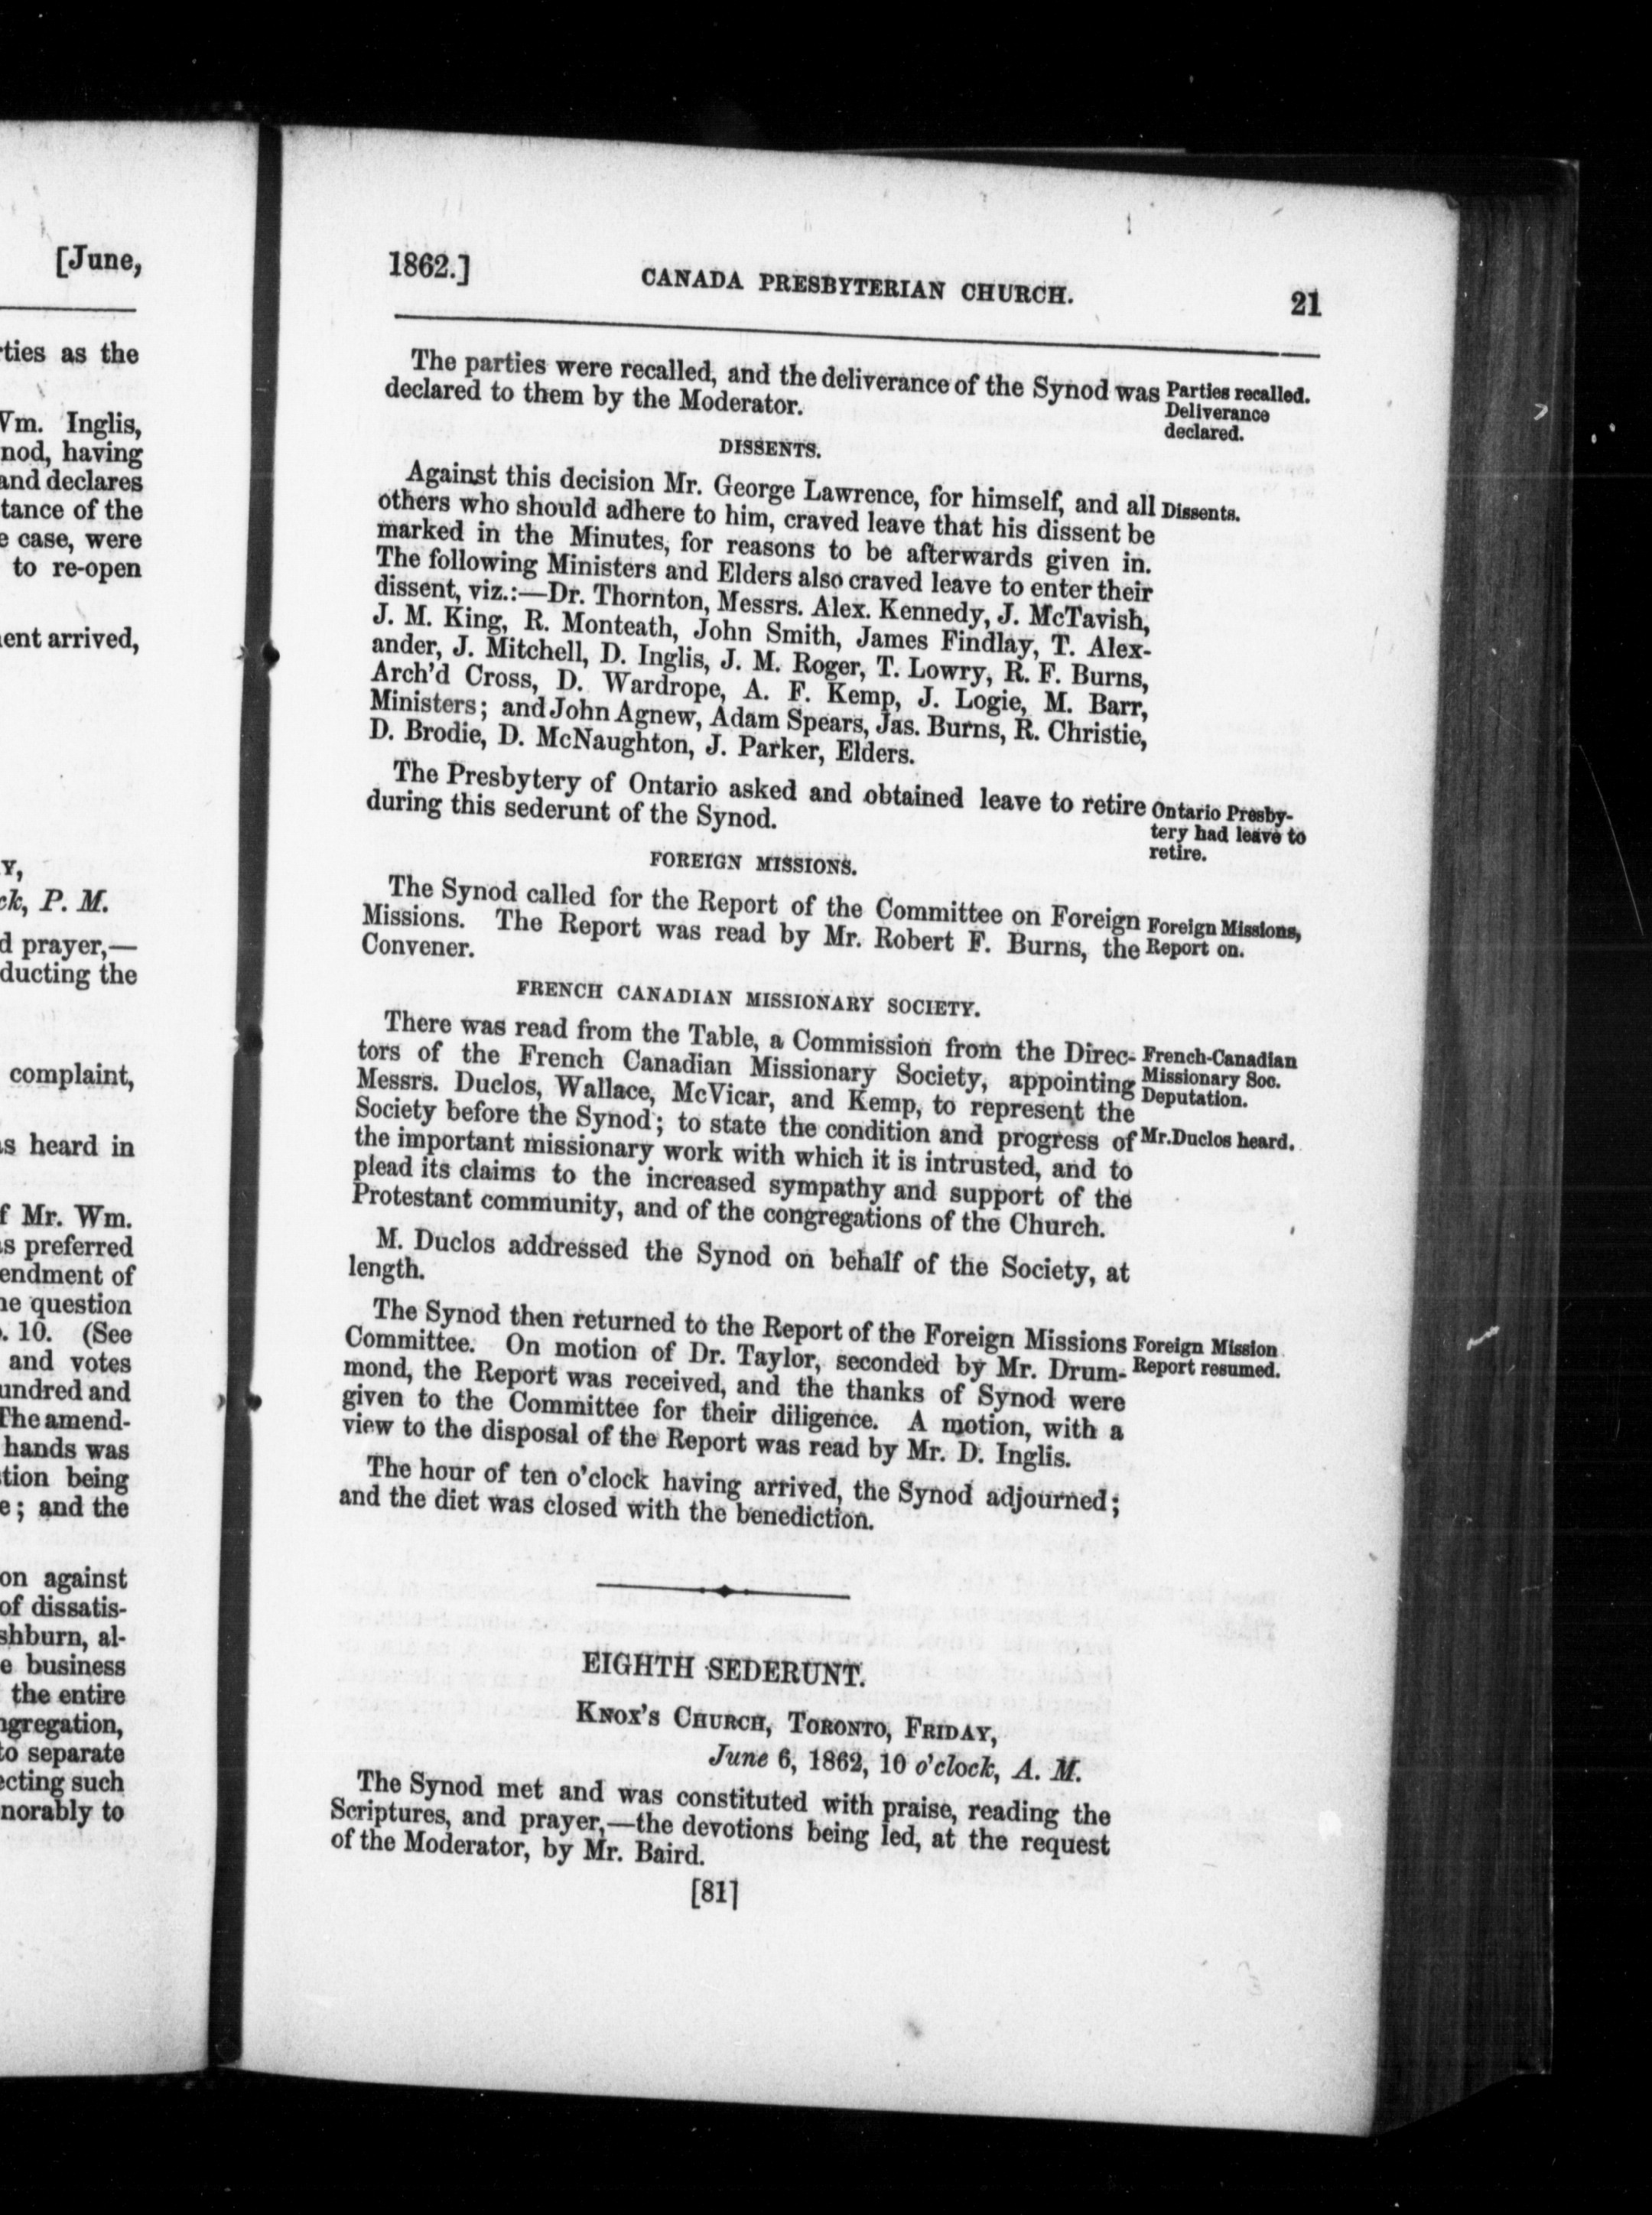 [June,
ties as the
Wm. Inglis,
nod, having
and declares
tance of the
e case, were
to re-open
ent arrived,
Y,
ck, P. M.
d prayer,—
ducting the
complaint,
as heard in
f Mr. Wm.
as preferred
endment of
he question
. 10. (See
and votes
undred and
The amend-
hands was
tion being
e; and the
on against
of dissatis-
shburn, al-
e business
the entire
ngregation,
to separate
ecting such
norably to
1862.] CANADA PRESBYTERIAN CHURCH. 21
The parties were recalled, and the deliverance of the Synod was
declared to them by the Moderator.
Parties recalled.
Deliverance
declared.
DISSENTS.
Against this decision Mr. George Lawrence, for himself, and all
others who should adhere to him, craved leave that his dissent be
marked in the Minutes, for reasons to be afterwards given in.
The following Ministers and Elders also craved leave to enter their
dissent, viz.:—Dr. Thornton, Messrs. Alex. Kennedy, J. McTavish,
J. M. King, R. Monteath, John Smith, James Findlay, T. Alex-
ander, J. Mitchell, D. Inglis, J. M. Roger, T. Lowry, R. F. Burns,
Arch'd Cross, D. Wardrope, A. F. Kemp, J. Logie, M. Barr,
Ministers; and John Agnew, Adam Spears, Jas. Burns, R. Christie,
D. Brodie, D. McNaughton, J. Parker, Elders.
Dissents.
The Presbytery of Ontario asked and obtained leave to retire
during this sederunt of the Synod.
Ontario Presby-
tery had leave to
retire.
FOREIGN MISSIONS.
The Synod called for the Report of the Committee on Foreign
Missions. The Report was read by Mr. Robert F. Burns, the
Convener.
Foreign Missions,
Report on.
FRENCH CANADIAN MISSIONARY SOCIETY.
There was read from the Table, a Commission from the Direc-
tors of the French Canadian Missionary Society, appointing
Messrs. Duclos, Wallace, McVicar, and Kemp, to represent the
Society before the Synod; to state the condition and progress of
the important missionary work with which it is intrusted, and to
plead its claims to the increased sympathy and support of the
Protestant community, and of the congregations of the Church.
French-Canadian
Missionary Soc.
Deputation.
Mr. Duclos heard.
M. Duclos addressed the Synod on behalf of the Society, at
length.
The Synod then returned to the Report of the Foreign Missions
Committee. On motion of Dr. Taylor, seconded by Mr. Drum-
mond, the Report was received, and the thanks of Synod were
given to the Committee for their diligence. A motion, with a
view to the disposal of the Report was read by Mr. D. Inglis.
Foreign Mission
Report resumed.
The hour of ten o'clock having arrived, the Synod adjourned;
and the diet was closed with the benediction.
EIGHTH SEDERUNT.
KNOX'S CHURCH, TORONTO, FRIDAY,
June 6, 1862, 10 o'clock, A. M.
The Synod met and was constituted with praise, reading the
Scriptures, and prayer,—the devotions being led, at the request
of the Moderator, by Mr. Baird.
[81]